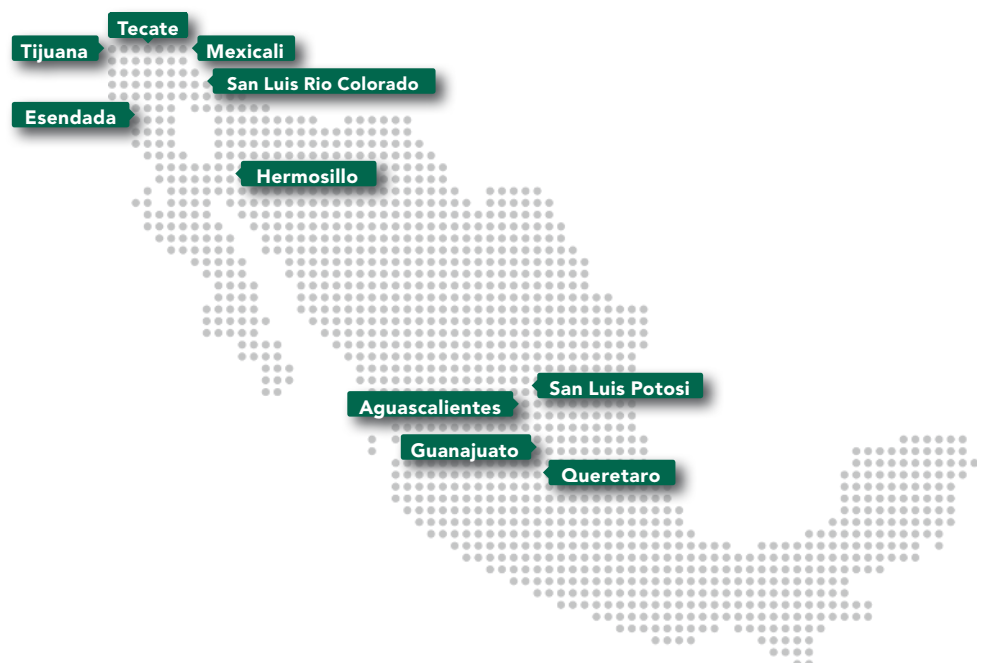 Tecate
Tijuana
Mexicali
San Luis Rio Colorado
Esendada
Hermosillo
San Luis Potosi
Aguascalientes
Guanajuato
Queretaro